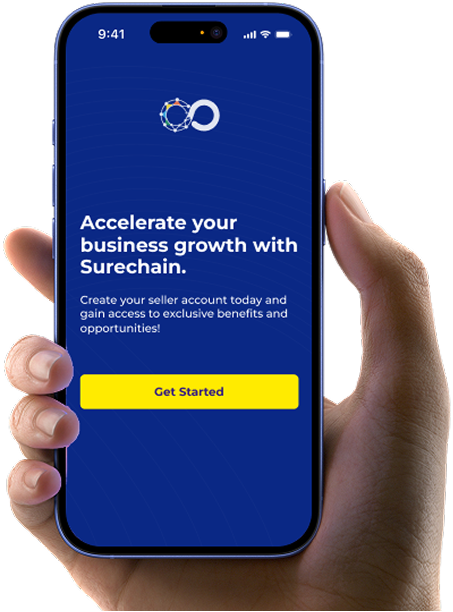 9:41
Accelerate your
business growth with
Surechain.
Create your seller account today and
gain access to exclusive benefits and
opportunities!
Get Started